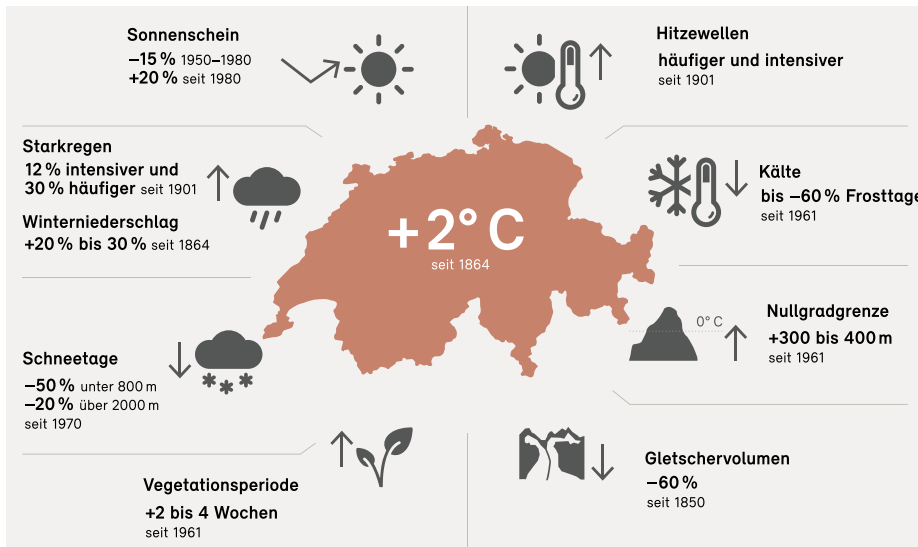 Sonnenschein
–15 % 1950–1980
+20 % seit 1980
Hitzewellen
häufiger und intensiver
seit 1901
Starkregen
12 % intensiver und
30 % häufiger seit 1901
Winterniederschlag
+20 % bis 30 % seit 1864
+2° C
seit 1864
Kälte
bis –60 % Frosttage
seit 1961
0° C
Nullgradgrenze
+300 bis 400 m
seit 1961
Schneetage
–50 % unter 800 m
–20 % über 2000 m
seit 1970
Vegetationsperiode
+2 bis 4 Wochen
seit 1961
Gletschervolumen
–60 %
seit 1850